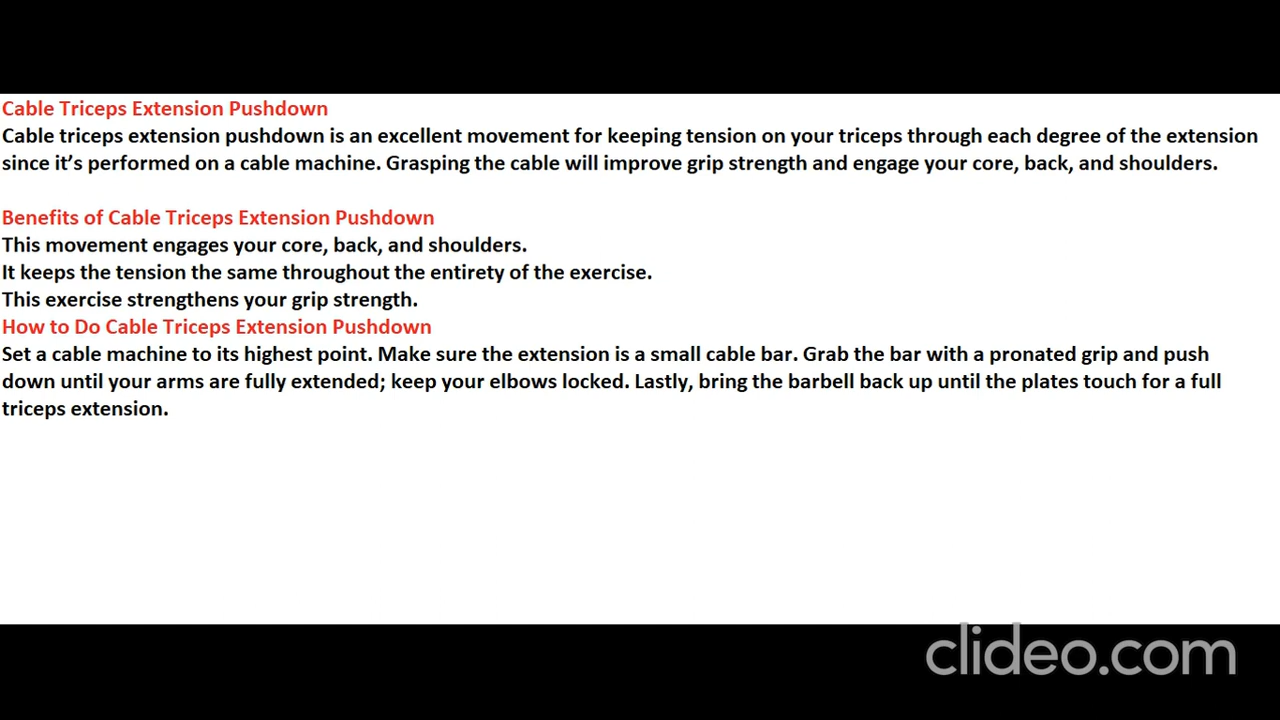 Cable Triceps Extension Pushdown
Cable triceps extension pushdown is an excellent movement for keeping tension on your triceps through each degree of the extension
since it’s performed on a cable machine. Grasping the cable will improve grip strength and engage your core, back, and shoulders.
Benefits of Cable Triceps Extension Pushdown
This movement engages your core, back, and shoulders.
It keeps the tension the same throughout the entirety of the exercise.
This exercise strengthens your grip strength.
How to Do Cable Triceps Extension Pushdown
Set a cable machine to its highest point. Make sure the extension is a small cable bar. Grab the bar with a pronated grip and push
down until your arms are fully extended; keep your elbows locked. Lastly, bring the barbell back up until the plates touch for a full
triceps extension.
clideo.com